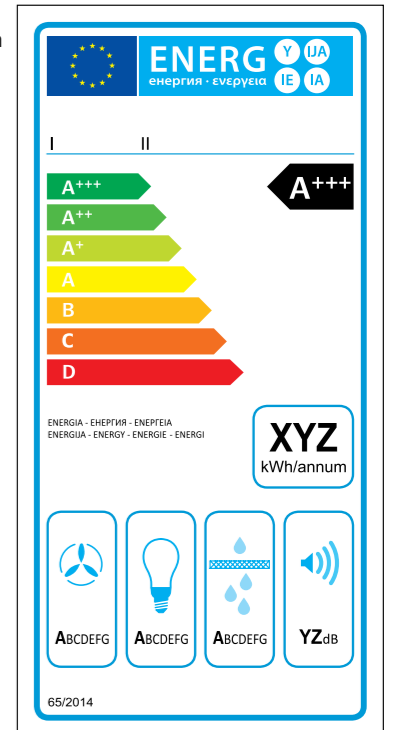 ENERG Y IJA
енергия · ενεργεια IE IA
I II
A+++ A+++
A++
A+
A
B
C
D
ENERGIA - ЕНЕРГИЯ - ΕΝΕΡΓΕΙΑ
ENERGIJA - ENERGY - ENERGIE - ENERGI
XYZ
kWh/annum
ABCDEFG ABCDEFG ABCDEFG YZdB
65/2014